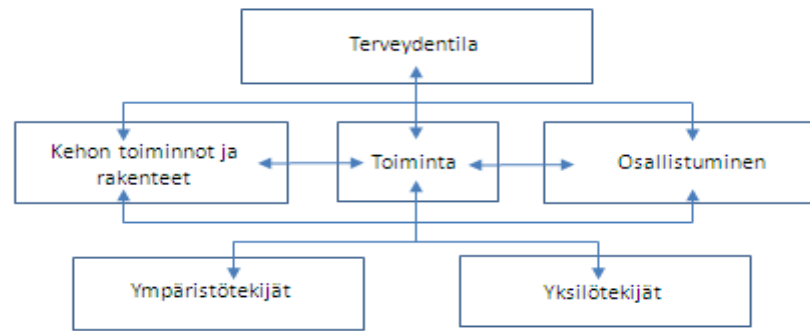 Terveydentila
Kehon toiminnot ja
rakenteet
Toiminta
Osallistuminen
Ympäristötekijät
Yksilötekijät